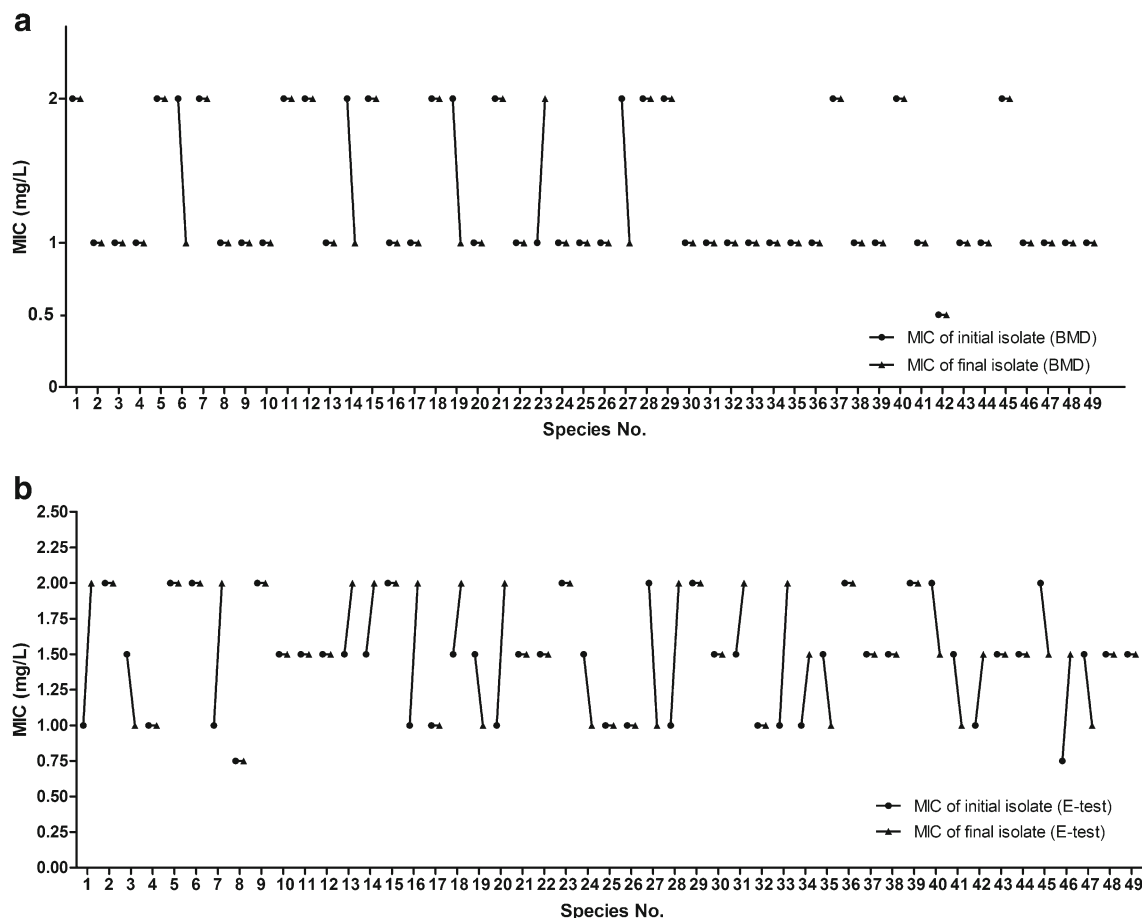 a
MIC (mg/L)
2
1
0.5
0
1 2 3 4 5 6 7 8 9 10 11 12 13 14 15 16 17 18 19 20 21 22 23 24 25 26 27 28 29 30 31 32 33 34 35 36 37 38 39 40 41 42 43 44 45 46 47 48 49
Species No.
MIC of initial isolate (BMD)
MIC of final isolate (BMD)
b
MIC (mg/L)
2.50
2.25
2.00
1.75
1.50
1.25
1.00
0.75
0.50
0.25
0.00
1 2 3 4 5 6 7 8 9 10 11 12 13 14 15 16 17 18 19 20 21 22 23 24 25 26 27 28 29 30 31 32 33 34 35 36 37 38 39 40 41 42 43 44 45 46 47 48 49
Species No.
MIC of initial isolate (E-test)
MIC of final isolate (E-test)